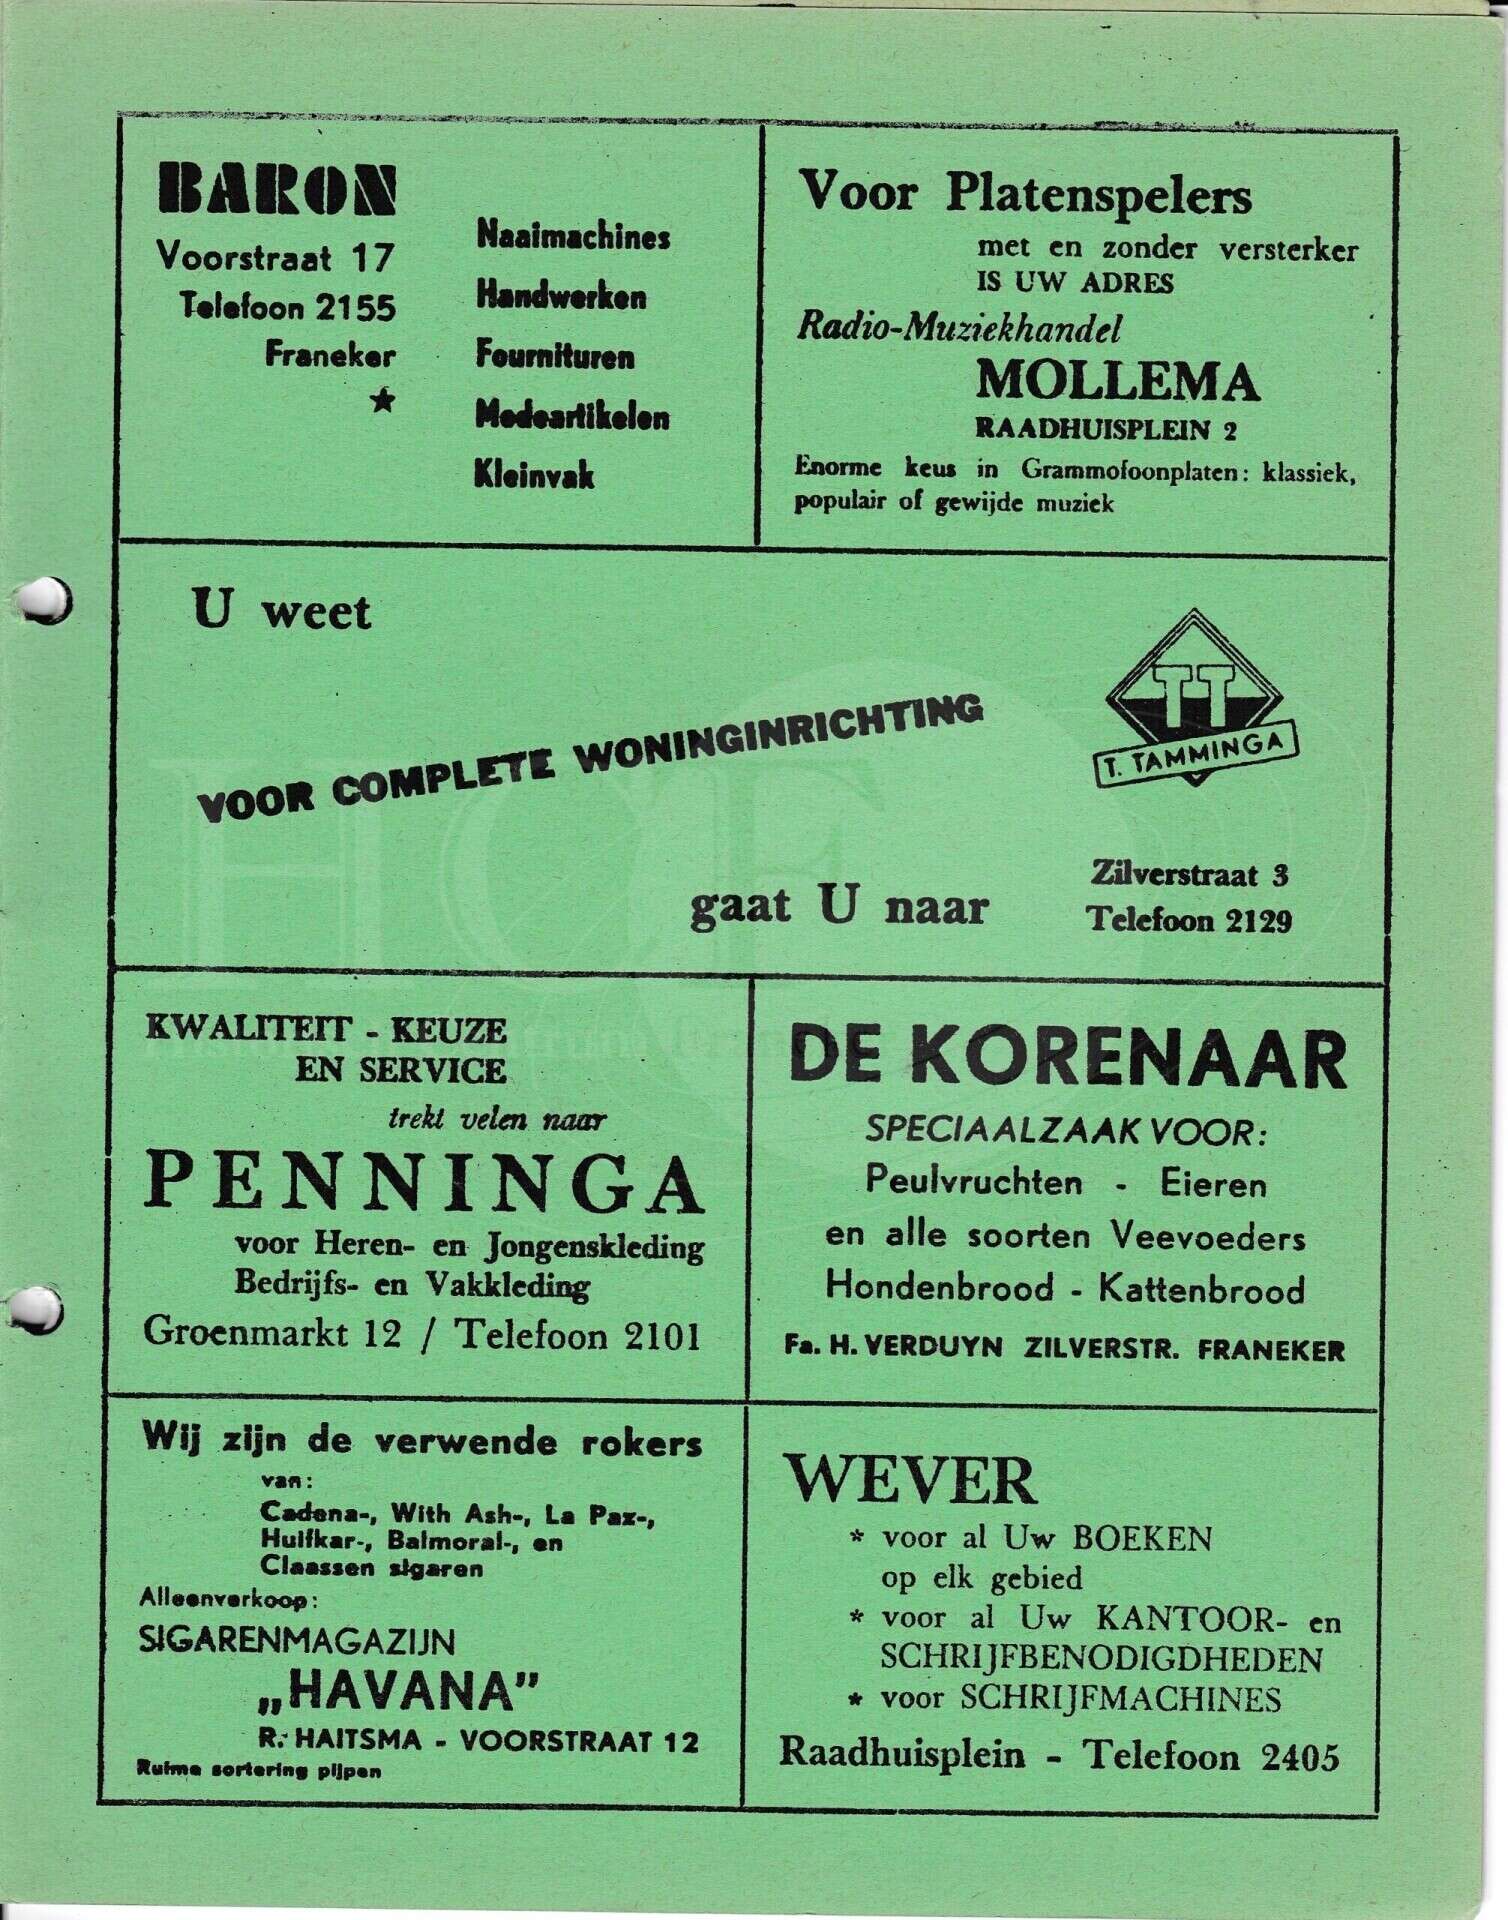 BARON
Voorstraat 17
Telefoon 2155
Franeker
Naaimachines
Handwerken
Fournituren
Modeartikelen
Kleinvak
Voor Platenspelers
met en zonder versterker
IS UW ADRES
Radio-Muziekhandel
MOLLEMA
RAADHUISPLEIN 2
Enorme keus in Grammofoonplaten: klassiek,
populair of gewijde muziek
U weet
VOOR COMPLETE WONINGINRICHTING
gaat U naar
TT
T. TAMMINGA
Zilverstraat 3
Telefoon 2129
KWALITEIT - KEUZE
EN SERVICE
trekt velen naar
PENNINGA
voor Heren- en Jongenskleding
Bedrijfs- en Vakkleding
Groenmarkt 12 / Telefoon 2101
DE KORENAAR
SPECIAALZAAK VOOR:
Peulvruchten - Eieren
en alle soorten Veevoeders
Hondenbrood - Kattenbrood
Fa. H. VERDUYN ZILVERSTR. FRANEKER
Wij zijn de verwende rokers
van:
Cadena-, With Ash-, La Paz-,
Huifkar-, Balmoral-, en
Claassen sigaren
Alleenverkoop:
SIGARENMAGAZIJN
„HAVANA”
R. HAITSMA - VOORSTRAAT 12
Ruime sortering pijpen
WEVER
* voor al Uw BOEKEN
op elk gebied
* voor al Uw KANTOOR- en
SCHRIJFBENODIGDHEDEN
* voor SCHRIJFMACHINES
Raadhuisplein - Telefoon 2405